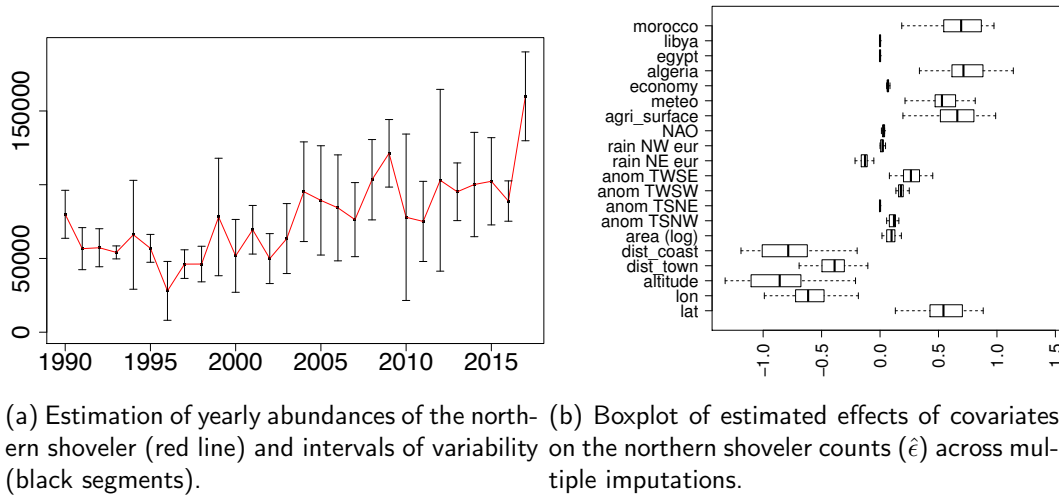 150000
50000
0
1990 1995 2000 2005 2010 2015
(a) Estimation of yearly abundances of the north-
ern shoveler (red line) and intervals of variability
(black segments).
morocco
libya
egypt
algeria
economy
meteo
agri_surface
NAO
rain NW eur
rain NE eur
anom TWSE
anom TWSW
anom TSNE
anom TSNW
area (log)
dist_coast
dist_town
altitude
lon
lat
-1.0 -0.5 0.0 0.5 1.0 1.5
(b) Boxplot of estimated effects of covariates
on the northern shoveler counts (ϵ̂) across mul-
tiple imputations.